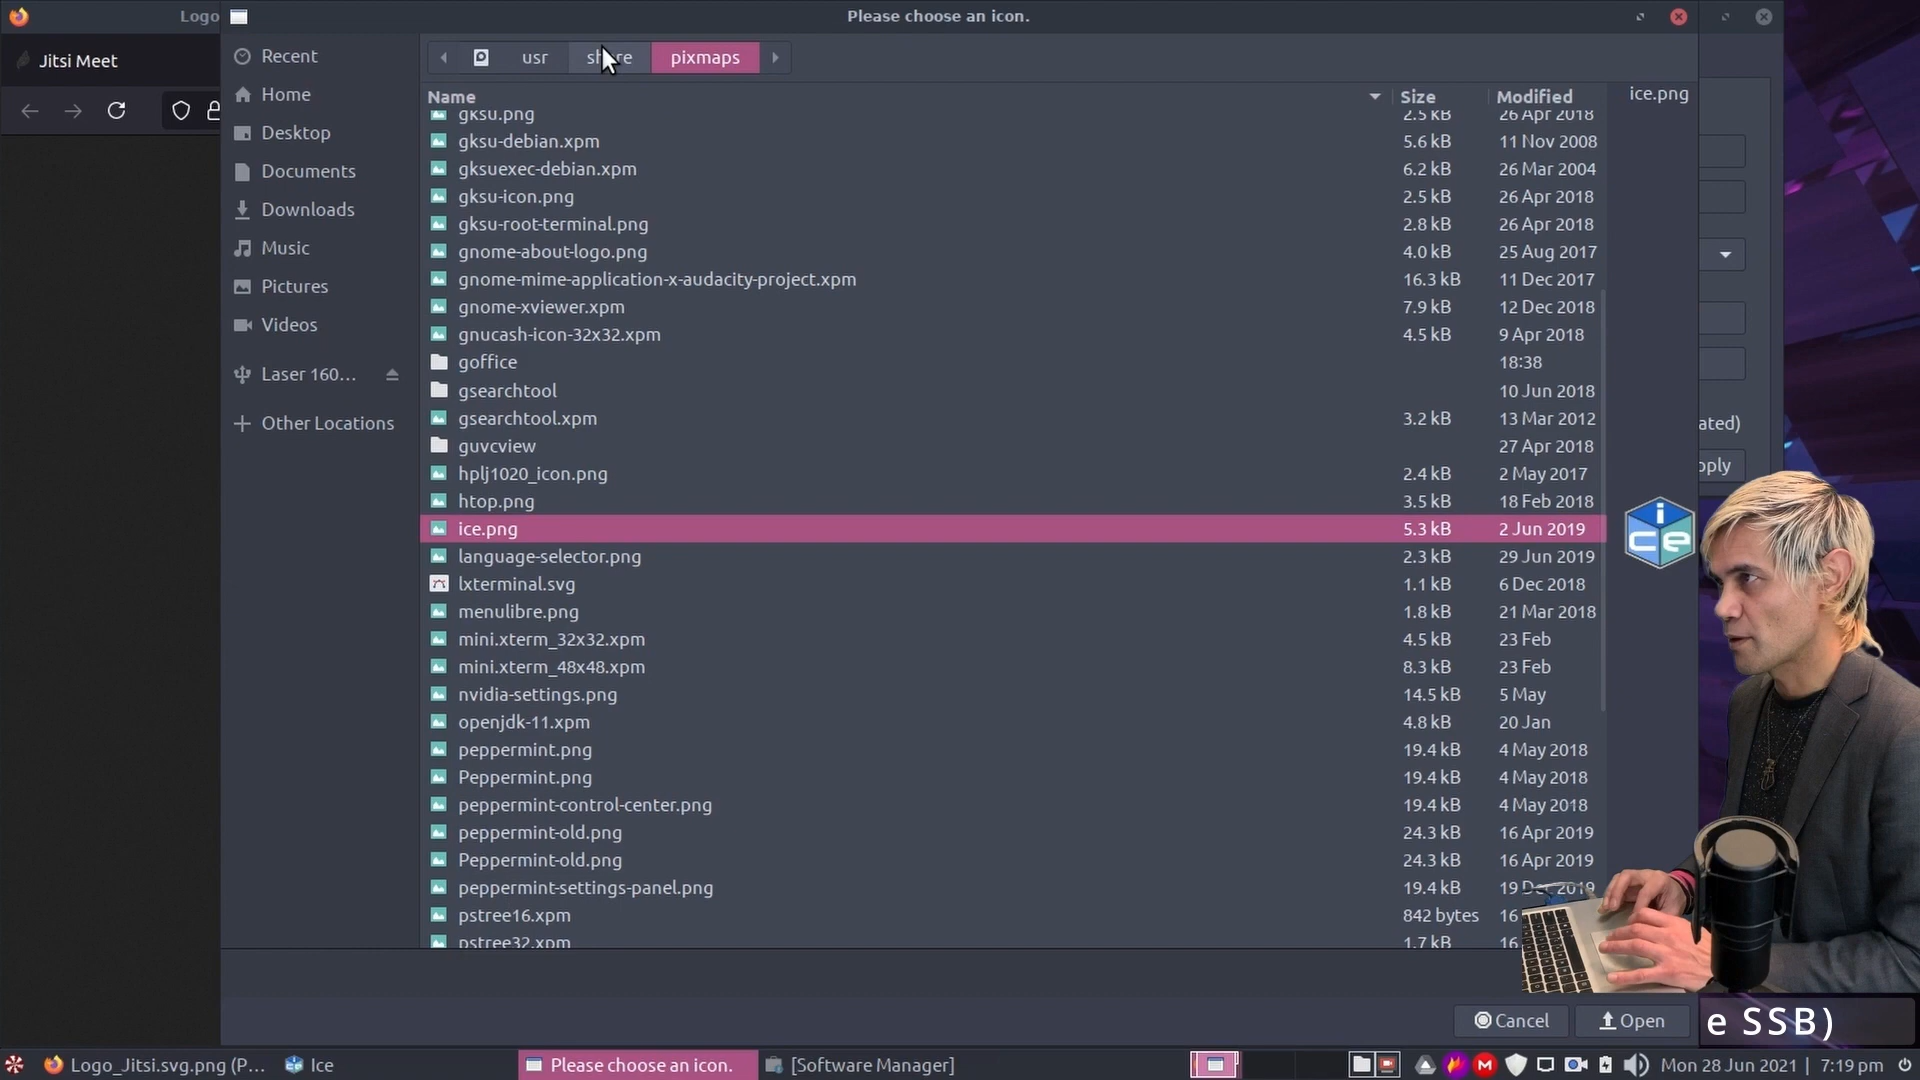 Logo
Please choose an icon.
Jitsi Meet
Recent
Home
Desktop
Documents
Downloads
Music
Pictures
Videos
Laser 160...
Other Locations
usr
share
pixmaps
Name Size Modified
gksu.png 2.5 kB 26 Apr 2018
gksu-debian.xpm 5.6 kB 11 Nov 2008
gksuexec-debian.xpm 6.2 kB 26 Mar 2004
gksu-icon.png 2.5 kB 26 Apr 2018
gksu-root-terminal.png 2.8 kB 26 Apr 2018
gnome-about-logo.png 4.0 kB 25 Aug 2017
gnome-mime-application-x-audacity-project.xpm 16.3 kB 11 Dec 2017
gnome-xviewer.xpm 7.9 kB 12 Dec 2018
gnucash-icon-32x32.xpm 4.5 kB 9 Apr 2018
goffice 18:38
gsearchtool 10 Jun 2018
gsearchtool.xpm 3.2 kB 13 Mar 2012
guvcview 27 Apr 2018
hplj1020_icon.png 2.4 kB 2 May 2017
htop.png 3.5 kB 18 Feb 2018
ice.png 5.3 kB 2 Jun 2019
language-selector.png 2.3 kB 29 Jun 2019
lxterminal.svg 1.1 kB 6 Dec 2018
menulibre.png 1.8 kB 21 Mar 2018
mini.xterm_32x32.xpm 4.5 kB 23 Feb
mini.xterm_48x48.xpm 8.3 kB 23 Feb
nvidia-settings.png 14.5 kB 5 May
openjdk-11.xpm 4.8 kB 20 Jan
peppermint.png 19.4 kB 4 May 2018
Peppermint.png 19.4 kB 4 May 2018
peppermint-control-center.png 19.4 kB 4 May 2018
peppermint-old.png 24.3 kB 16 Apr 2019
Peppermint-old.png 24.3 kB 16 Apr 2019
peppermint-settings-panel.png 19.4 kB 19 Dec 2019
pstree16.xpm 842 bytes 16
pstree32.xpm 1.7 kB 16
ice.png
ice
ated)
pply
Cancel
Open
e SSB)
Logo_Jitsi.svg.png (P...
Ice
Please choose an icon.
[Software Manager]
M
Mon 28 Jun 2021 | 7:19 pm